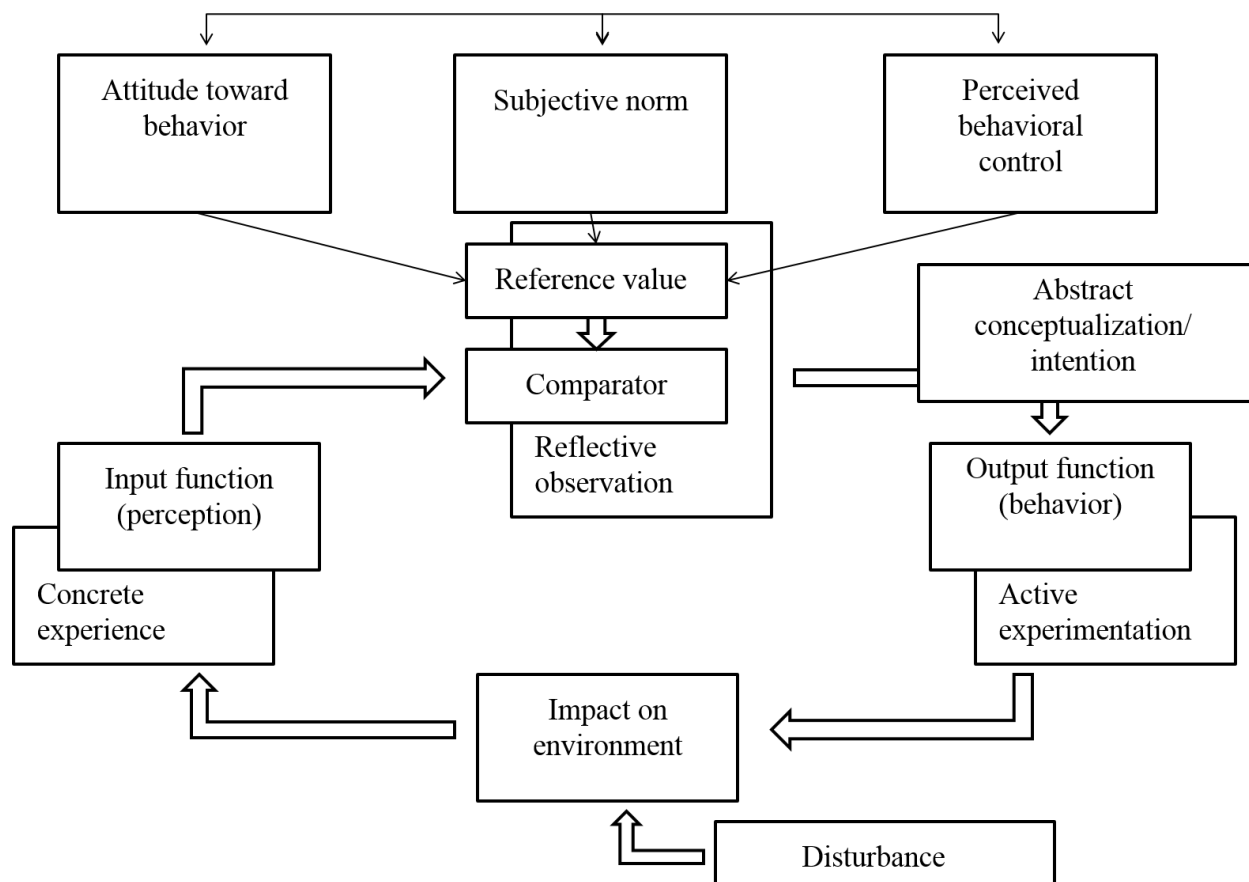 Attitude toward
behavior
Subjective norm
Perceived
behavioral
control
Reference value
Abstract
conceptualization/
intention
Comparator
Reflective
observation
Input function
(perception)
Output function
(behavior)
Concrete
experience
Active
experimentation
Impact on
environment
Disturbance